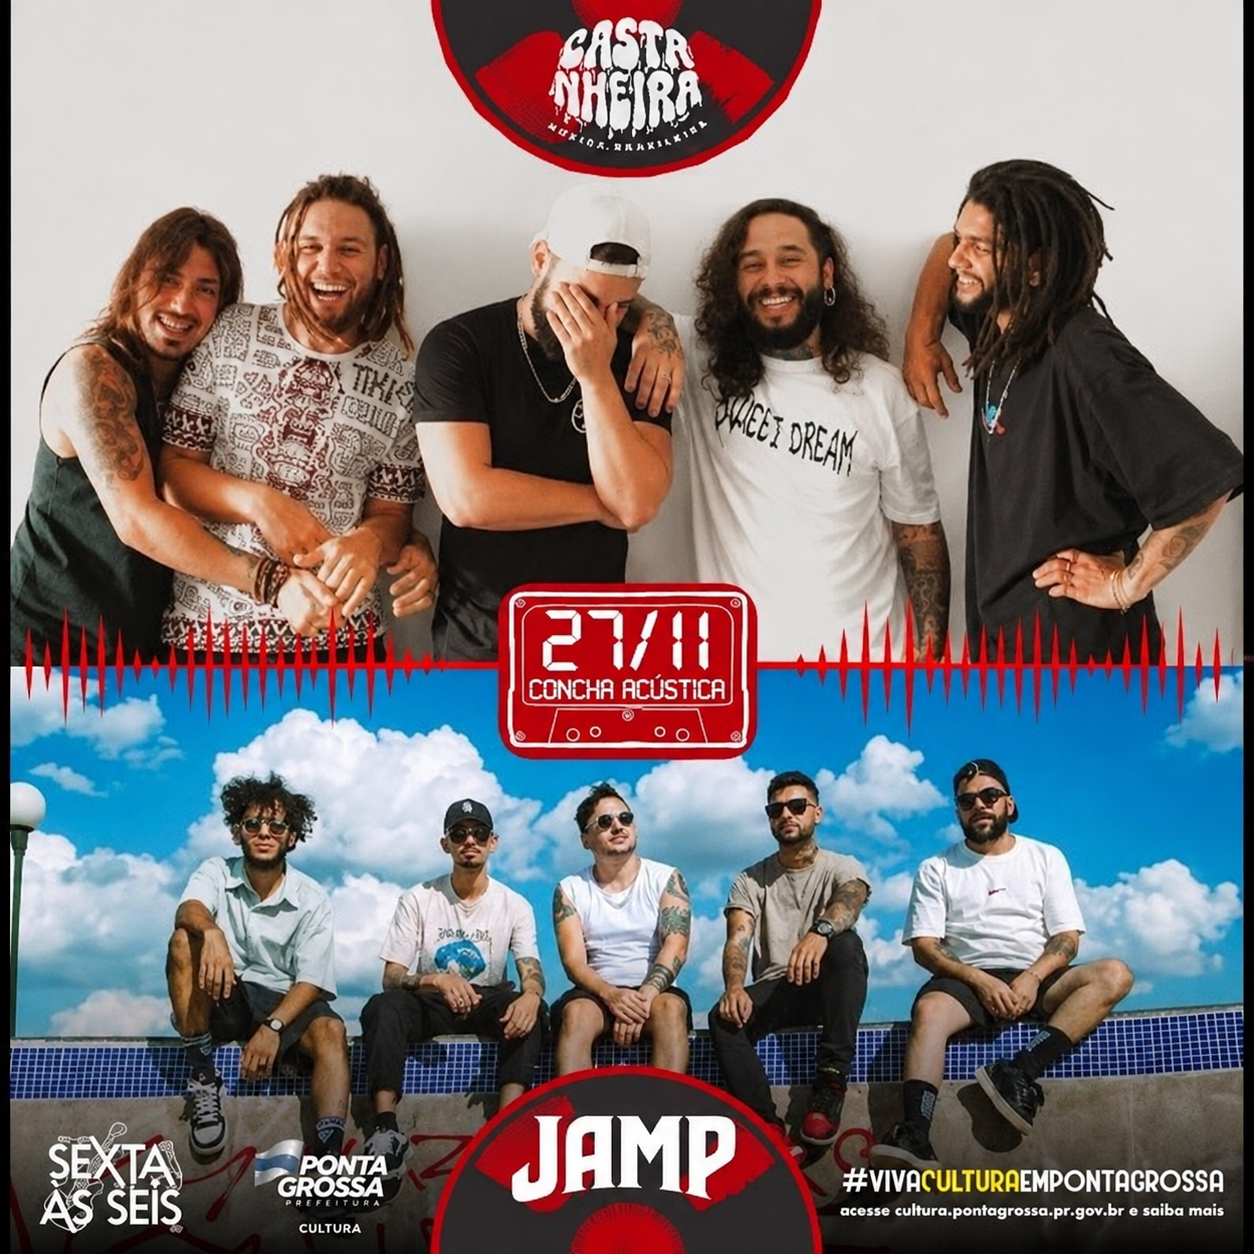 CASTA
NHEIRA
MÚSICA BRASILEIRA
SWEET DREAM
27/11
CONCHA ACÚSTICA
JAMP
SEXTA
ÀS SEIS
PONTA
GROSSA
PREFEITURA
CULTURA
#VIVACULTURAEMPONTAGROSSA
acesse cultura.pontagrossa.pr.gov.br e saiba mais